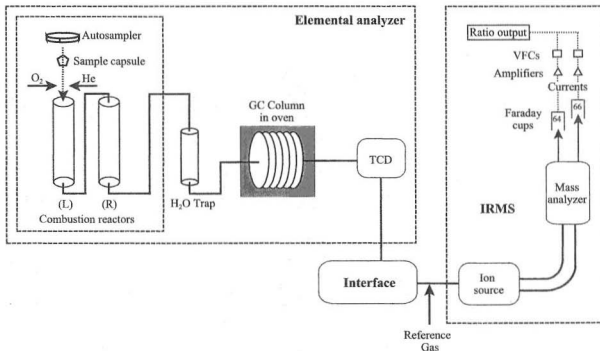 Elemental analyzer
Autosampler
Sample capsule
O₂
He
(L)
(R)
Combustion reactors
H₂O Trap
GC Column
in oven
TCD
Interface
Reference
Gas
Ratio output
VFCs
Amplifiers
Currents
Faraday
cups
64
66
Mass
analyzer
IRMS
Ion
source